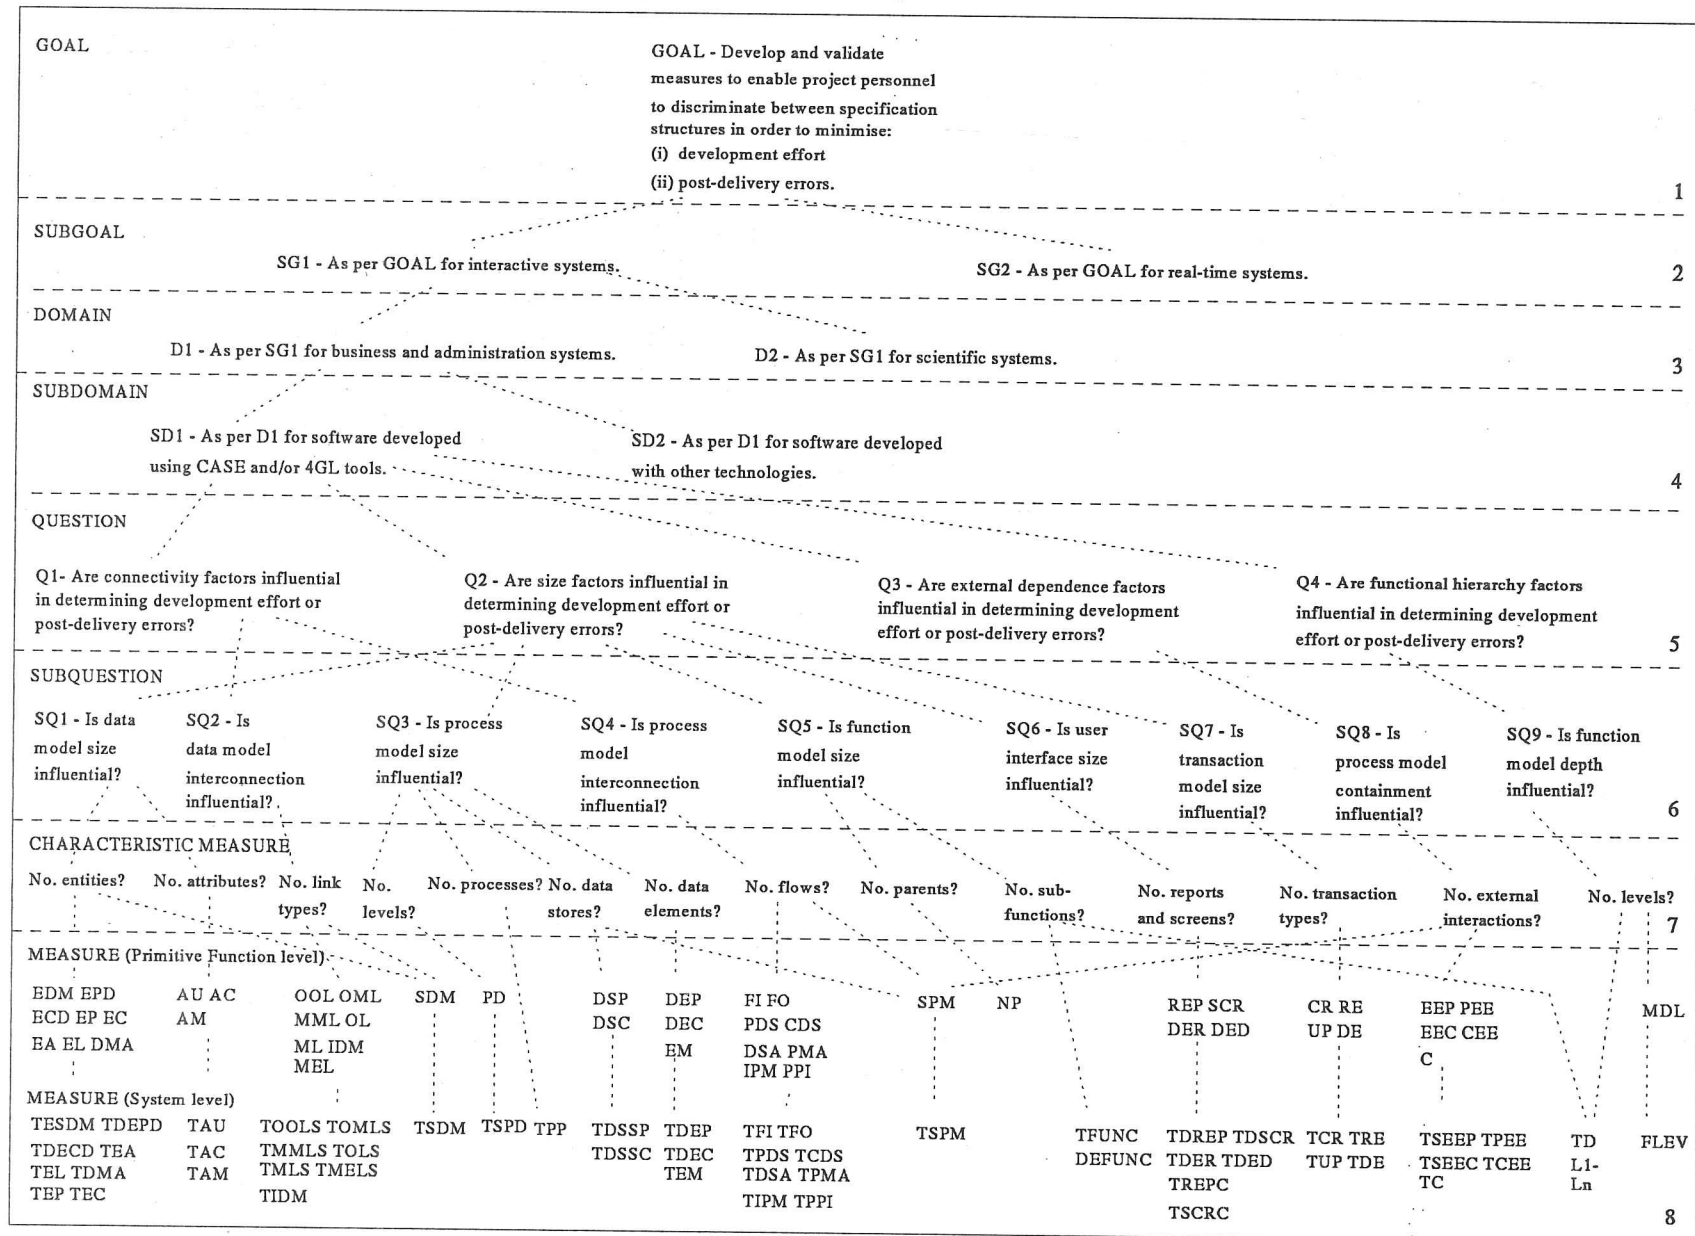 GOAL
GOAL - Develop and validate
measures to enable project personnel
to discriminate between specification
structures in order to minimise:
(i) development effort
(ii) post-delivery errors.
1
SUBGOAL
SG1 - As per GOAL for interactive systems.
SG2 - As per GOAL for real-time systems.
2
DOMAIN
D1 - As per SG1 for business and administration systems.
D2 - As per SG1 for scientific systems.
3
SUBDOMAIN
SD1 - As per D1 for software developed
using CASE and/or 4GL tools.
SD2 - As per D1 for software developed
with other technologies.
4
QUESTION
Q1- Are connectivity factors influential
in determining development effort or
post-delivery errors?
Q2 - Are size factors influential in
determining development effort or
post-delivery errors?
Q3 - Are external dependence factors
influential in determining development
effort or post-delivery errors?
Q4 - Are functional hierarchy factors
influential in determining development
effort or post-delivery errors?
5
SUBQUESTION
SQ1 - Is data
model size
influential?
SQ2 - Is
data model
interconnection
influential?
SQ3 - Is process
model size
influential?
SQ4 - Is process
model
interconnection
influential?
SQ5 - Is function
model size
influential?
SQ6 - Is user
interface size
influential?
SQ7 - Is
transaction
model size
influential?
SQ8 - Is
process model
containment
influential?
SQ9 - Is function
model depth
influential?
6
CHARACTERISTIC MEASURE
No. entities?
No. attributes?
No. link
types?
No.
levels?
No. processes?
No. data
stores?
No. data
elements?
No. flows?
No. parents?
No. sub-
functions?
No. reports
and screens?
No. transaction
types?
No. external
interactions?
No. levels?
7
MEASURE (Primitive Function level)
EDM EPD
ECD EP EC
EA EL DMA
AU AC
AM
OOL OML
MML OL
ML IDM
MEL
SDM
PD
DSP
DSC
DEP
DEC
EM
FI FO
PDS CDS
DSA PMA
IPM PPI
SPM
NP
REP SCR
DER DED
CR RE
UP DE
EEP PEE
EEC CEE
C
MDL
MEASURE (System level)
TESDM TDEPD
TDECD TEA
TEL TDMA
TEP TEC
TAU
TAC
TAM
TOOLS TOMLS
TMMLS TOLS
TMLS TMELS
TIDM
TSDM
TSPD
TPP
TDSSP
TDSSC
TDEP
TDEC
TEM
TFI TFO
TPDS TCDS
TDSA TPMA
TIPM TPPI
TSPM
TFUNC
DEFUNC
TDREP TDSCR
TDER TDED
TREPC
TSCRC
TCR TRE
TUP TDE
TSEEP TPEE
TSEEC TCEE
TC
TD
L1-
Ln
FLEV
8